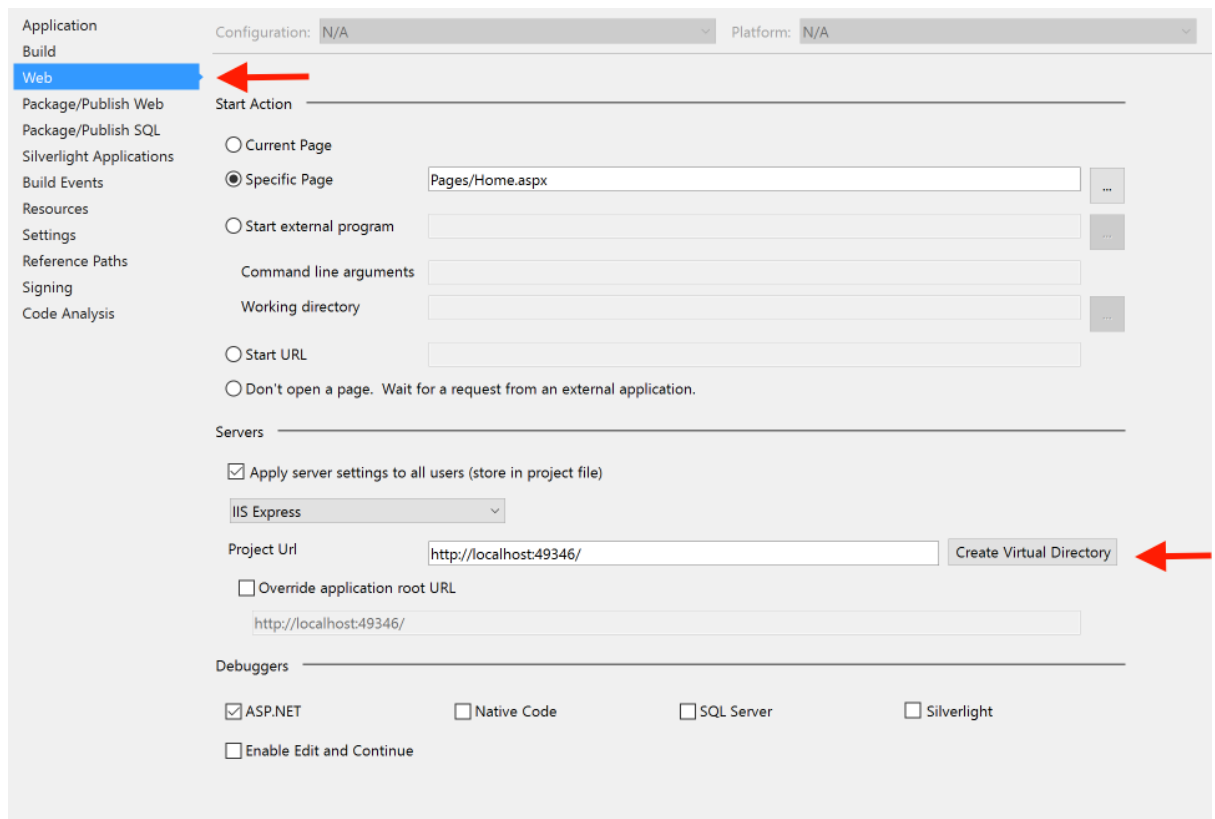 Application
Build
Web
Package/Publish Web
Package/Publish SQL
Silverlight Applications
Build Events
Resources
Settings
Reference Paths
Signing
Code Analysis
Configuration: N/A Platform: N/A
Start Action
Current Page
Specific Page Pages/Home.aspx ...
Start external program ...
Command line arguments
Working directory ...
Start URL
Don't open a page. Wait for a request from an external application.
Servers
Apply server settings to all users (store in project file)
IIS Express
Project Url http://localhost:49346/ Create Virtual Directory
Override application root URL
http://localhost:49346/
Debuggers
ASP.NET Native Code SQL Server Silverlight
Enable Edit and Continue